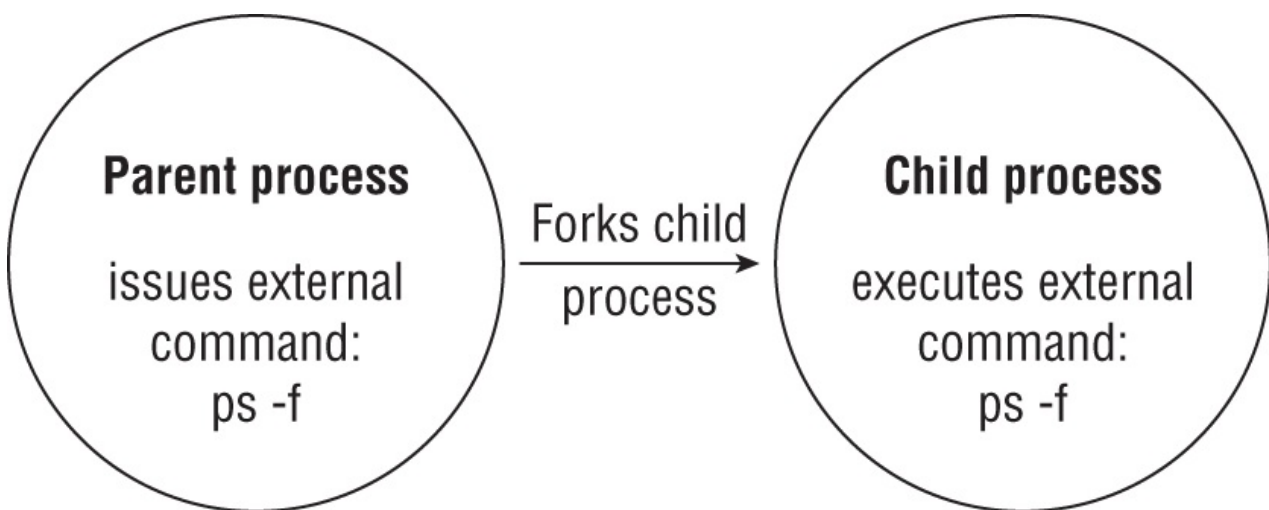 Parent process
issues external
command:
ps -f
Forks child
process
Child process
executes external
command:
ps -f